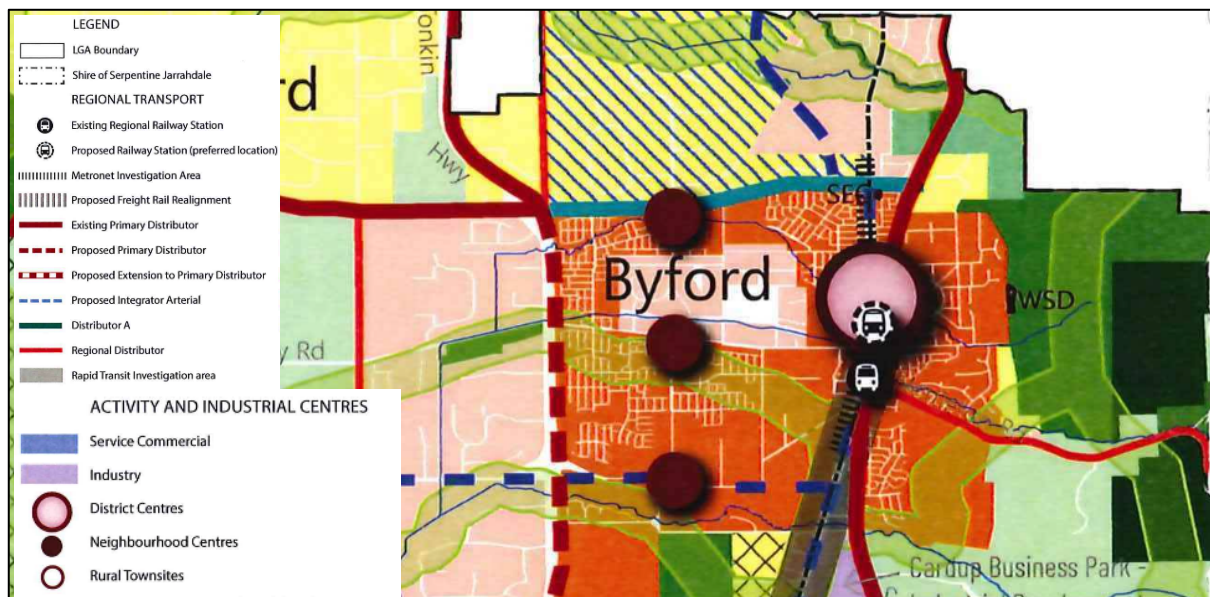 LEGEND
LGA Boundary
Shire of Serpentine Jarrahdale
REGIONAL TRANSPORT
Existing Regional Railway Station
Proposed Railway Station (preferred location)
Metronet Investigation Area
Proposed Freight Rail Realignment
Existing Primary Distributor
Proposed Primary Distributor
Proposed Extension to Primary Distributor
Proposed Integrator Arterial
Distributor A
Regional Distributor
Rapid Transit Investigation area
ACTIVITY AND INDUSTRIAL CENTRES
Service Commercial
Industry
District Centres
Neighbourhood Centres
Rural Townsites
rd
onkin
Hwy
SEC
Byford
WSD
y Rd
Cardup Business Park -